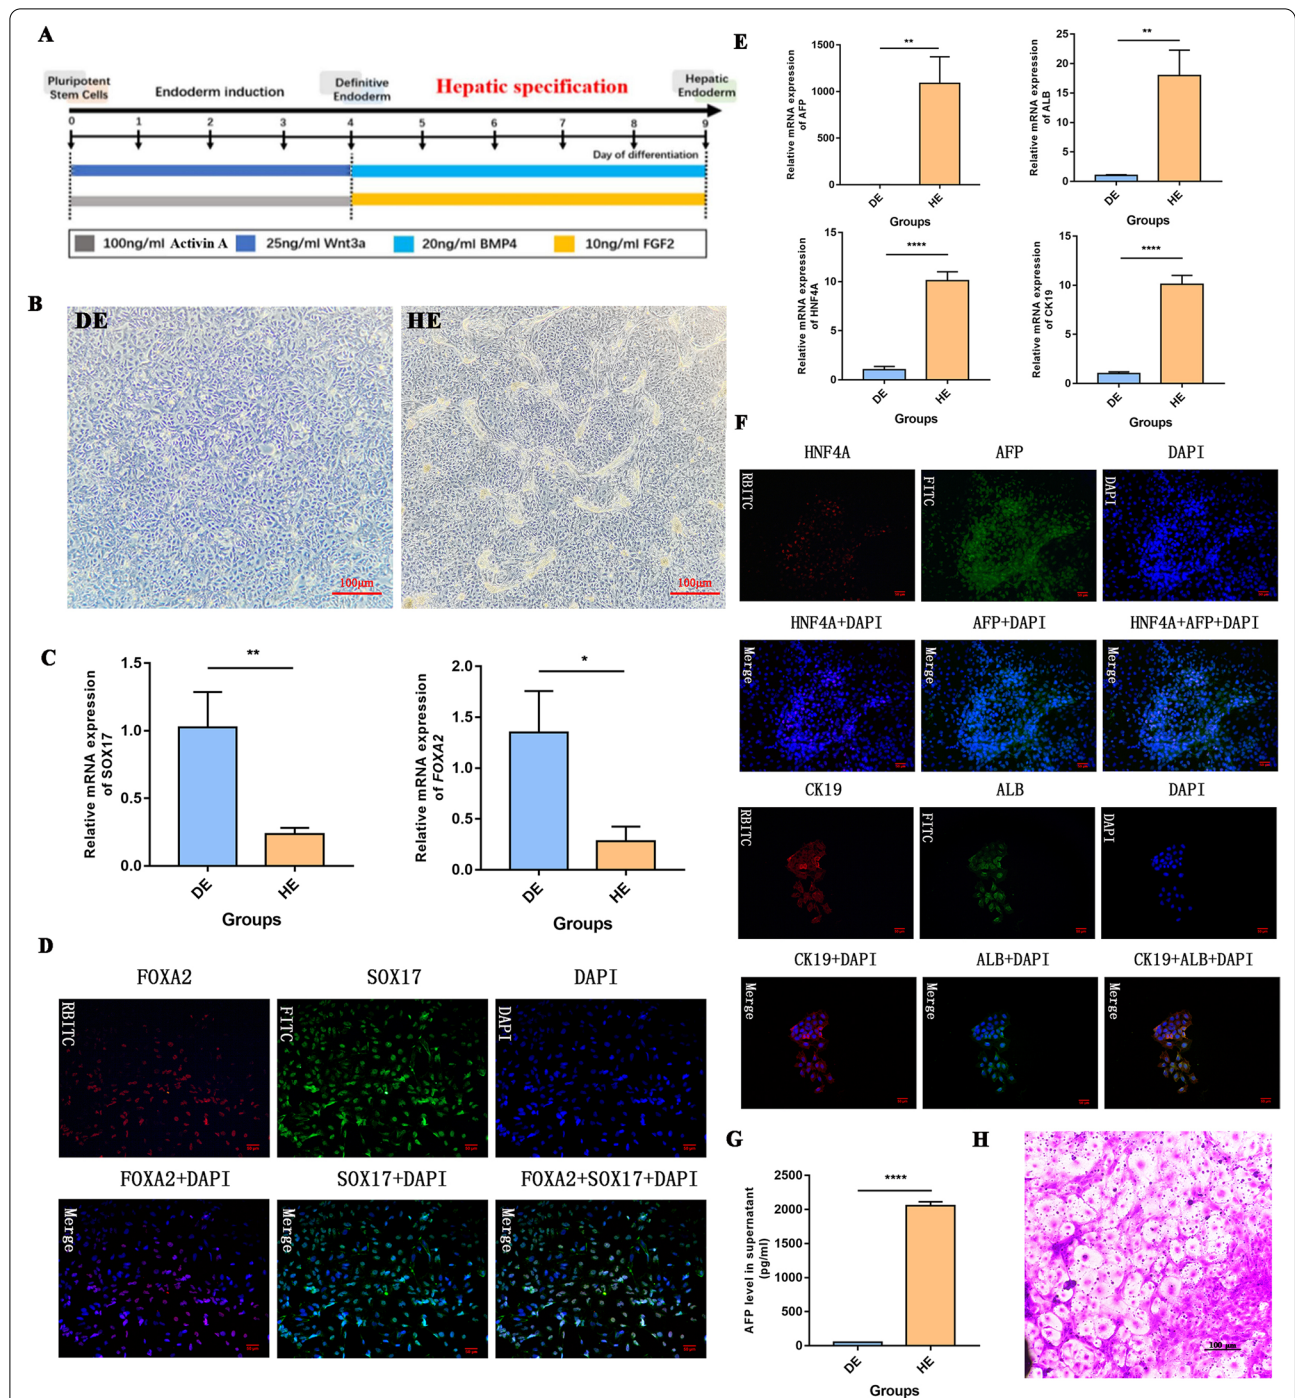 A
Pluripotent
Stem Cells
Endoderm induction
Definitive
Endoderm
Hepatic specification
Hepatic
Endoderm
0 1 2 3 4 5 6 7 8 9
Day of differentiation
100ng/ml Activin A 25ng/ml Wnt3a 20ng/ml BMP4 10ng/ml FGF2
B
DE
100μm
HE
100μm
C
Relative mRNA expression
of SOX17
1.5
1.0
0.5
0.0
**
DE HE
Groups
Relative mRNA expression
of FOXA2
2.0
1.5
1.0
0.5
0.0
*
DE HE
Groups
D
FOXA2 SOX17 DAPI
RBITC FITC DAPI
FOXA2+DAPI SOX17+DAPI FOXA2+SOX17+DAPI
Merge Merge Merge
E
Relative mRNA expression
of AFP
1500
1000
500
0
**
DE HE
Groups
Relative mRNA expression
of ALB
25
20
15
10
5
0
**
DE HE
Groups
Relative mRNA expression
of HNF4A
15
10
5
0
****
DE HE
Groups
Relative mRNA expression
of CK19
15
10
5
0
****
DE HE
Groups
F
HNF4A AFP DAPI
RBITC FITC DAPI
HNF4A+DAPI AFP+DAPI HNF4A+AFP+DAPI
Merge Merge Merge
CK19 ALB DAPI
RBITC FITC DAPI
CK19+DAPI ALB+DAPI CK19+ALB+DAPI
Merge Merge Merge
G
AFP level in supernatant
(pg/ml)
2500
2000
1500
1000
500
0
****
DE HE
Groups
H
100 μm